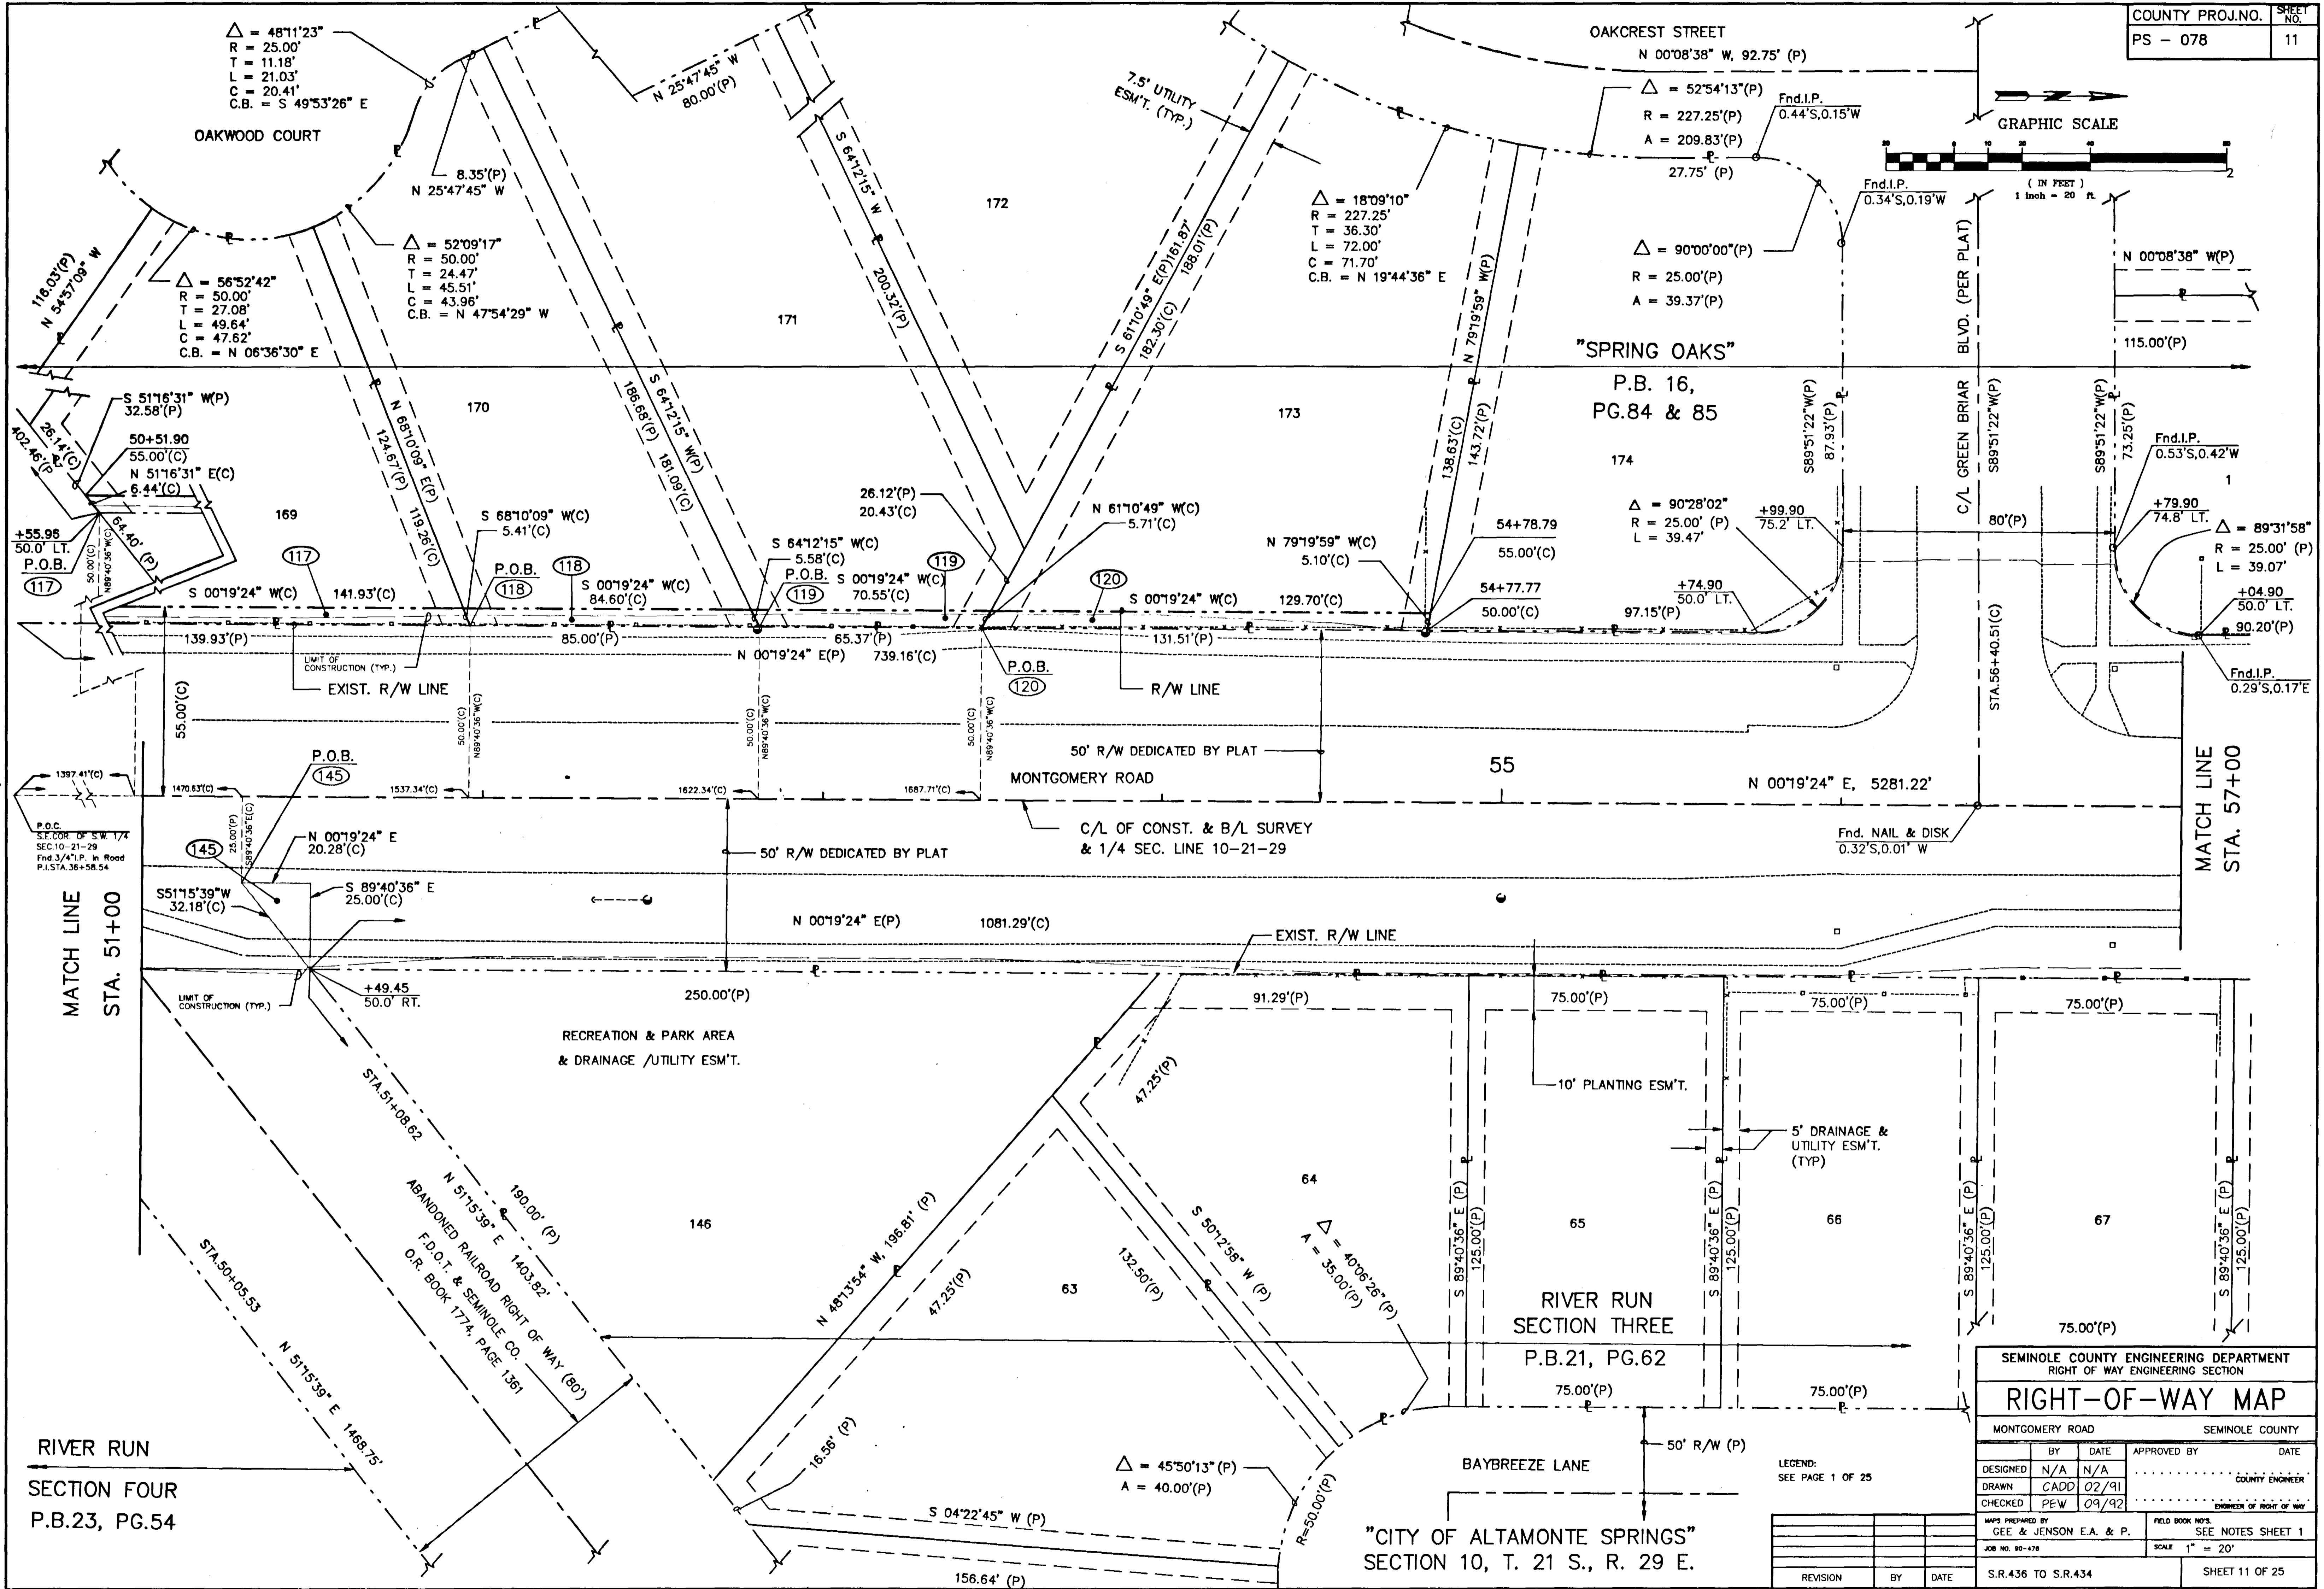 COUNTY PROJ.NO.
SHEET NO.
PS - 078
11
△ = 48°11'23"
R = 25.00'
T = 11.18'
L = 21.03'
C = 20.41'
C.B. = S 49°53'26" E
OAKWOOD COURT
8.35'(P)
N 25°47'45" W
N 25°47'45" W
80.00'(P)
7.5' UTILITY
ESM'T. (TYP.)
OAKCREST STREET
N 00°08'38" W, 92.75' (P)
△ = 52°54'13"(P)
R = 227.25'(P)
A = 209.83'(P)
Fnd.I.P.
0.44'S,0.15'W
27.75' (P)
GRAPHIC SCALE
20
0
10
20
40
80
2
( IN FEET )
1 inch = 20 ft.
Fnd.I.P.
0.34'S,0.19'W
116.03'(P)
N 54°57'09" W
△ = 56°52'42"
R = 50.00'
T = 27.08'
L = 49.64'
C = 47.62'
C.B. = N 06°36'30" E
△ = 52°09'17"
R = 50.00'
T = 24.47'
L = 45.51'
C = 43.96'
C.B. = N 47°54'29" W
S 64°12'15" W
200.32'(P)
172
171
△ = 18°09'10"
R = 227.25'
T = 36.30'
L = 72.00'
C = 71.70'
C.B. = N 19°44'36" E
△ = 90°00'00"(P)
R = 25.00'(P)
A = 39.37'(P)
S 61°10'49" E(P)161.87'
188.01'(P)
182.30'(C)
N 79°19'59" W(P)
138.63'(C)
143.72'(P)
"SPRING OAKS"
P.B. 16,
PG.84 & 85
C/L GREEN BRIAR BLVD. (PER PLAT)
N 00°08'38" W(P)
115.00'(P)
S89°51'22"W(P)
87.93'(P)
S89°51'22"W(P)
S89°51'22"W(P)
73.25'(P)
S 51°16'31" W(P)
32.58'(P)
26.14'(C)
402.46'(P)
50+51.90
55.00'(C)
N 51°16'31" E(C)
6.44'(C)
64.40' (P)
+55.96
50.0' LT.
P.O.B.
117
50.00'(C)
N89°40'36"W(C)
169
170
N 68°10'09" E(P)
124.67'(P)
119.26'(C)
S 64°12'15" W(P)
186.68'(P)
181.09'(C)
173
174
26.12'(P)
20.43'(C)
S 68°10'09" W(C)
5.41'(C)
P.O.B.
118
S 64°12'15" W(C)
5.58'(C)
P.O.B.
119
N 61°10'49" W(C)
5.71'(C)
N 79°19'59" W(C)
5.10'(C)
54+78.79
55.00'(C)
54+77.77
50.00'(C)
△ = 90°28'02"
R = 25.00' (P)
L = 39.47'
+99.90
75.2' LT.
80'(P)
Fnd.I.P.
0.53'S,0.42'W
1
+79.90
74.8' LT.
△ = 89°31'58"
R = 25.00' (P)
L = 39.07'
+74.90
50.0' LT.
+04.90
50.0' LT.
90.20'(P)
Fnd.I.P.
0.29'S,0.17'E
117
118
119
120
S 00°19'24" W(C)
141.93'(C)
S 00°19'24" W(C)
84.60'(C)
S 00°19'24" W(C)
70.55'(C)
S 00°19'24" W(C)
129.70'(C)
139.93'(P)
85.00'(P)
65.37'(P)
131.51'(P)
97.15'(P)
N 00°19'24" E(P)
739.16'(C)
LIMIT OF
CONSTRUCTION (TYP.)
EXIST. R/W LINE
P.O.B.
120
R/W LINE
55.00'(C)
50.00'(C)
N89°40'36"W(C)
50.00'(C)
N89°40'36"W(C)
50.00'(C)
N89°40'36"W(C)
50' R/W DEDICATED BY PLAT
MONTGOMERY ROAD
55
N 00°19'24" E, 5281.22'
STA.56+40.51(C)
1397.41'(C)
1470.63'(C)
1537.34'(C)
1622.34'(C)
1687.71'(C)
P.O.B.
145
P.O.C.
S.E.COR. OF S.W. 1/4
SEC.10-21-29
Fnd.3/4"I.P. in Road
P.I.STA.36+58.54
25.00'(P)
S89°40'36"E(C)
N 00°19'24" E
20.28'(C)
145
S51°15'39"W
32.18'(C)
S 89°40'36" E
25.00'(C)
50' R/W DEDICATED BY PLAT
C/L OF CONST. & B/L SURVEY
& 1/4 SEC. LINE 10-21-29
Fnd. NAIL & DISK
0.32'S,0.01' W
MATCH LINE
STA. 51+00
MATCH LINE
STA. 57+00
N 00°19'24" E(P)
1081.29'(C)
EXIST. R/W LINE
LIMIT OF
CONSTRUCTION (TYP.)
+49.45
50.0' RT.
250.00'(P)
91.29'(P)
75.00'(P)
75.00'(P)
75.00'(P)
RECREATION & PARK AREA
& DRAINAGE /UTILITY ESM'T.
47.25'(P)
10' PLANTING ESM'T.
5' DRAINAGE &
UTILITY ESM'T.
(TYP)
STA.51+08.62
N 51°15'39" E 1403.82'
190.00' (P)
ABANDONED RAILROAD RIGHT OF WAY (80')
F.D.O.T. & SEMINOLE CO.
O.R. BOOK 1774, PAGE 1361
STA.50+05.53
N 51°15'39" E 1468.75'
146
N 48°13'54" W, 196.81' (P)
47.25'(P)
63
132.50'(P)
S 50°12'58" W (P)
64
△ = 40°06'26"(P)
A = 35.00'(P)
S 89°40'36" E (P)
125.00'(P)
65
S 89°40'36" E (P)
125.00'(P)
66
S 89°40'36" E (P)
125.00'(P)
67
S 89°40'36" E (P)
125.00'(P)
RIVER RUN
SECTION THREE
P.B.21, PG.62
75.00'(P)
75.00'(P)
75.00'(P)
16.56' (P)
△ = 45°50'13"(P)
A = 40.00'(P)
R=50.00'(P)
S 04°22'45" W (P)
156.64' (P)
RIVER RUN
SECTION FOUR
P.B.23, PG.54
50' R/W (P)
BAYBREEZE LANE
"CITY OF ALTAMONTE SPRINGS"
SECTION 10, T. 21 S., R. 29 E.
LEGEND:
SEE PAGE 1 OF 25
SEMINOLE COUNTY ENGINEERING DEPARTMENT
RIGHT OF WAY ENGINEERING SECTION
RIGHT-OF-WAY MAP
MONTGOMERY ROAD SEMINOLE COUNTY
BY DATE APPROVED BY DATE
DESIGNED N/A N/A
COUNTY ENGINEER
DRAWN CADD 02/91
CHECKED PEW 09/92
ENGINEER OF RIGHT OF WAY
MAPS PREPARED BY
GEE & JENSON E.A. & P.
FIELD BOOK NO'S.
SEE NOTES SHEET 1
JOB NO. 90-476
SCALE 1" = 20'
REVISION BY DATE
S.R.436 TO S.R.434
SHEET 11 OF 25